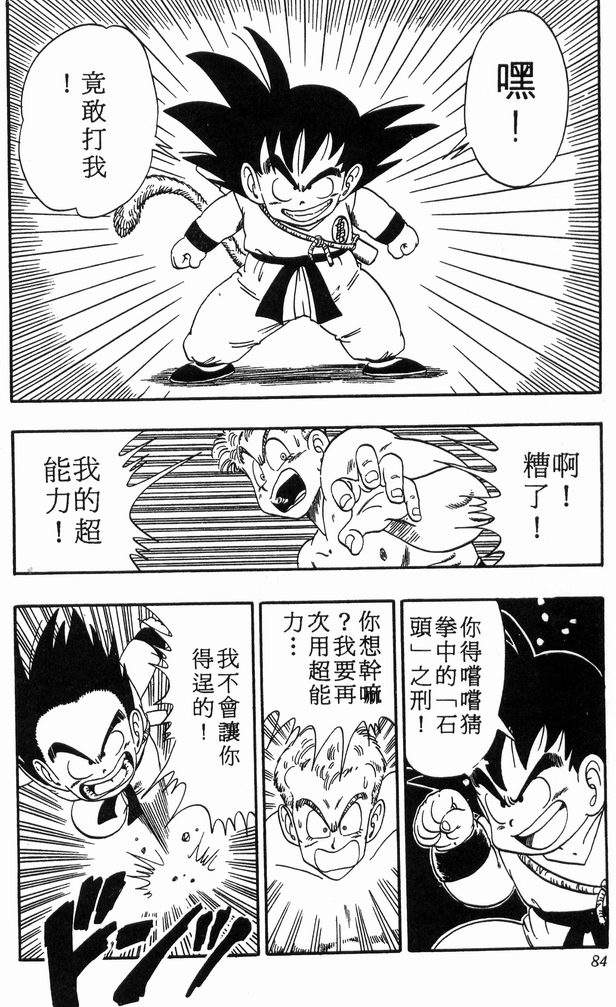 嘿！
竟敢打我
！
啊！
糟了！
我的超
能力！
你得嚐嚐猜
拳中的「石
頭」之刑！
你想幹嘛
？我要再
次用超能
力…
我不會讓你
得逞的！
ドーンッ
84